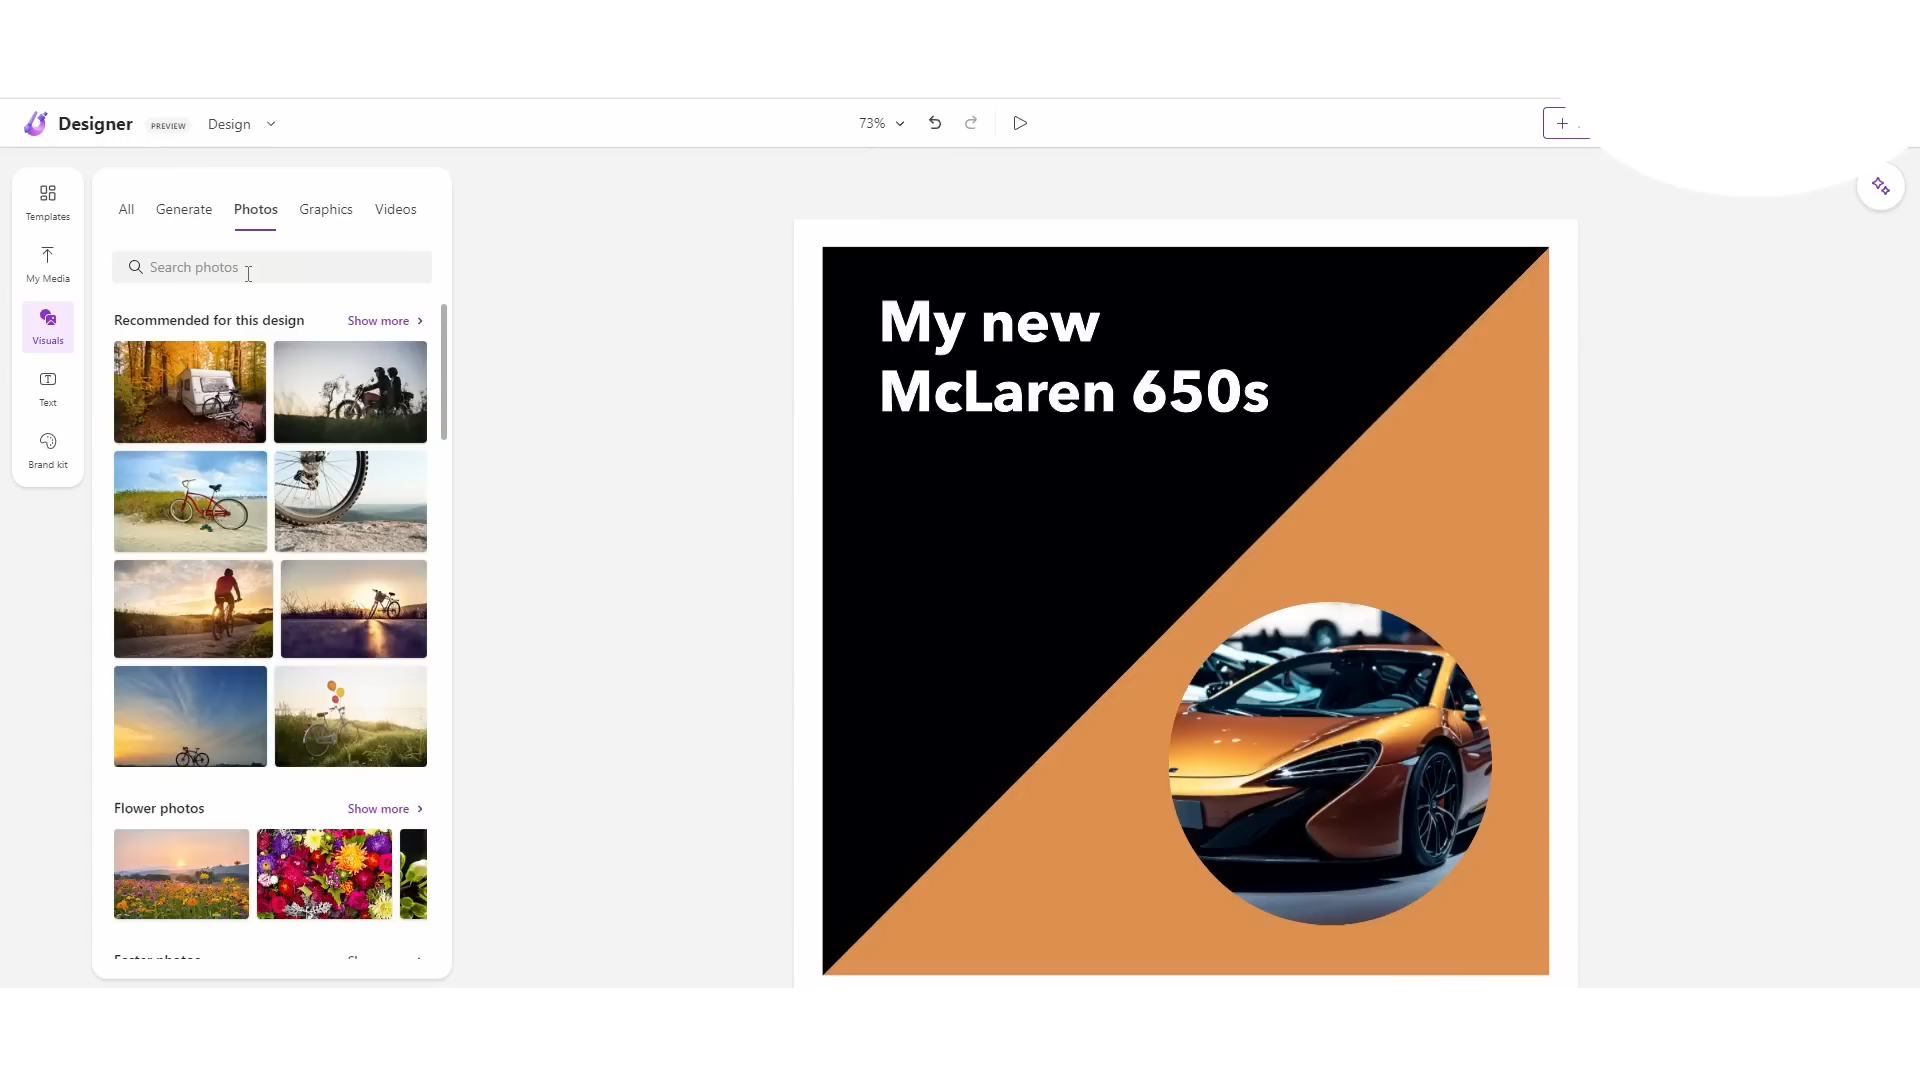 Designer
PREVIEW
Design
73%
Templates
My Media
Visuals
Text
Brand kit
All
Generate
Photos
Graphics
Videos
Search photos
Recommended for this design
Show more
Flower photos
Show more
My new
McLaren 650s